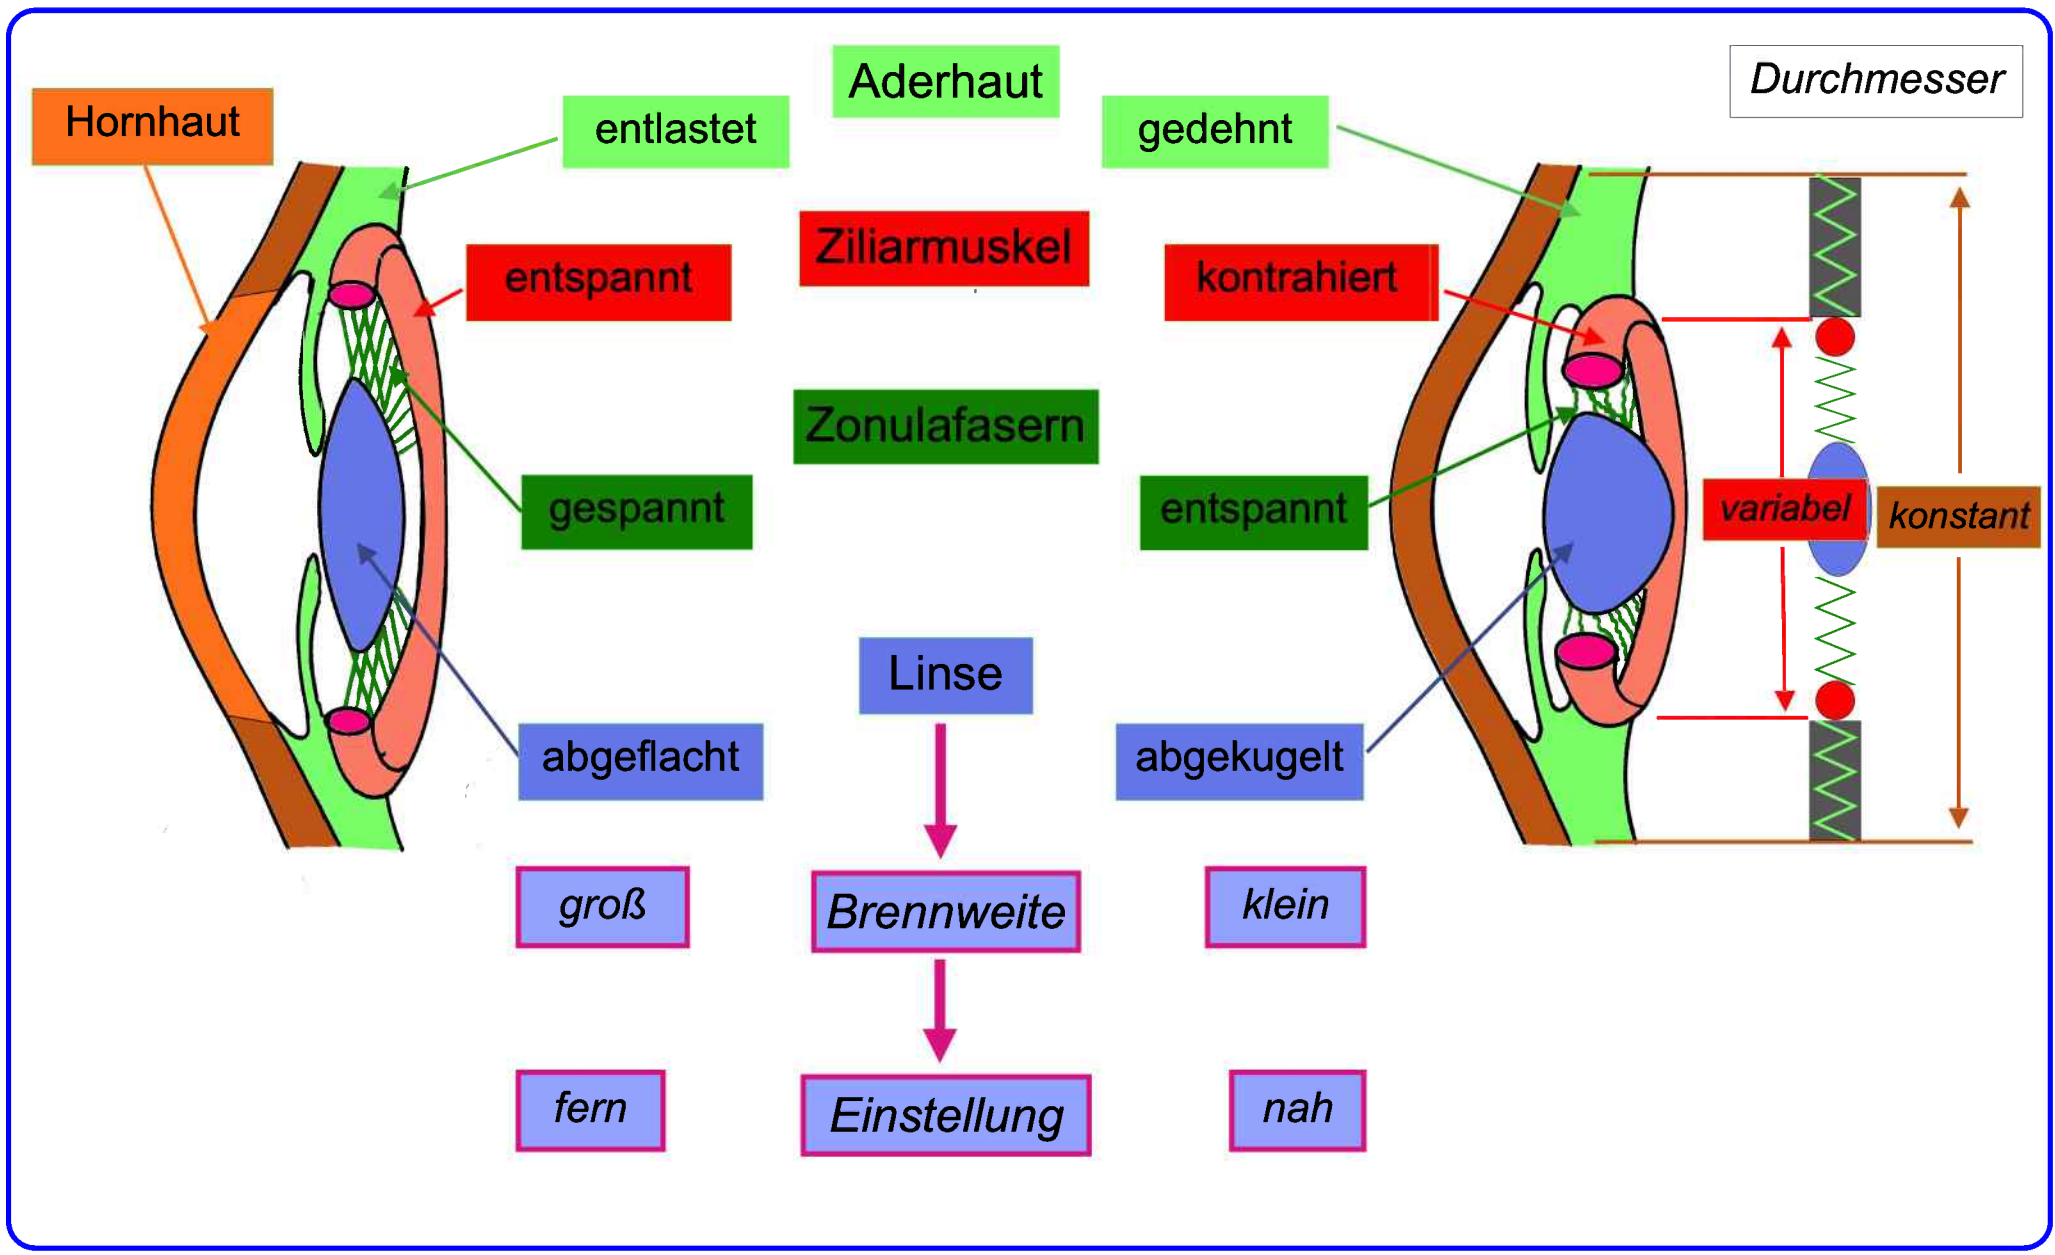 Aderhaut
Durchmesser
Hornhaut
entlastet
gedehnt
Ziliarmuskel
entspannt
kontrahiert
Zonulafasern
gespannt
entspannt
variabel
konstant
Linse
abgeflacht
abgekugelt
groß
Brennweite
klein
fern
Einstellung
nah